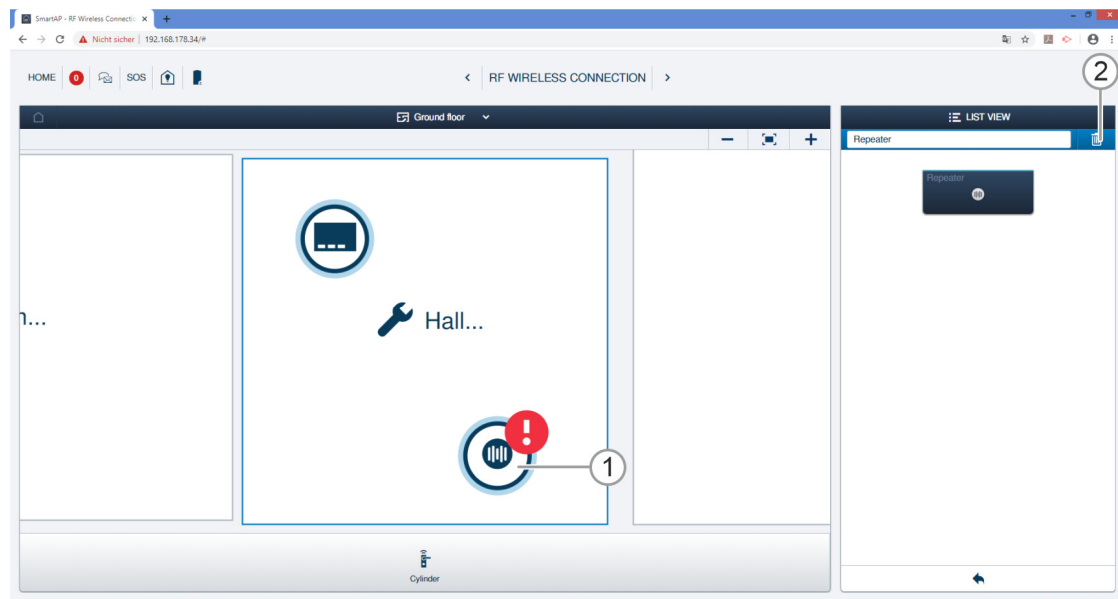 SmartAP - RF Wireless Connectio
Nicht sicher | 192.168.178.34/#
HOME 0 SOS
RF WIRELESS CONNECTION
2
Ground floor
LIST VIEW
Repeater
Repeater
n...
Hall...
!
1
Cylinder